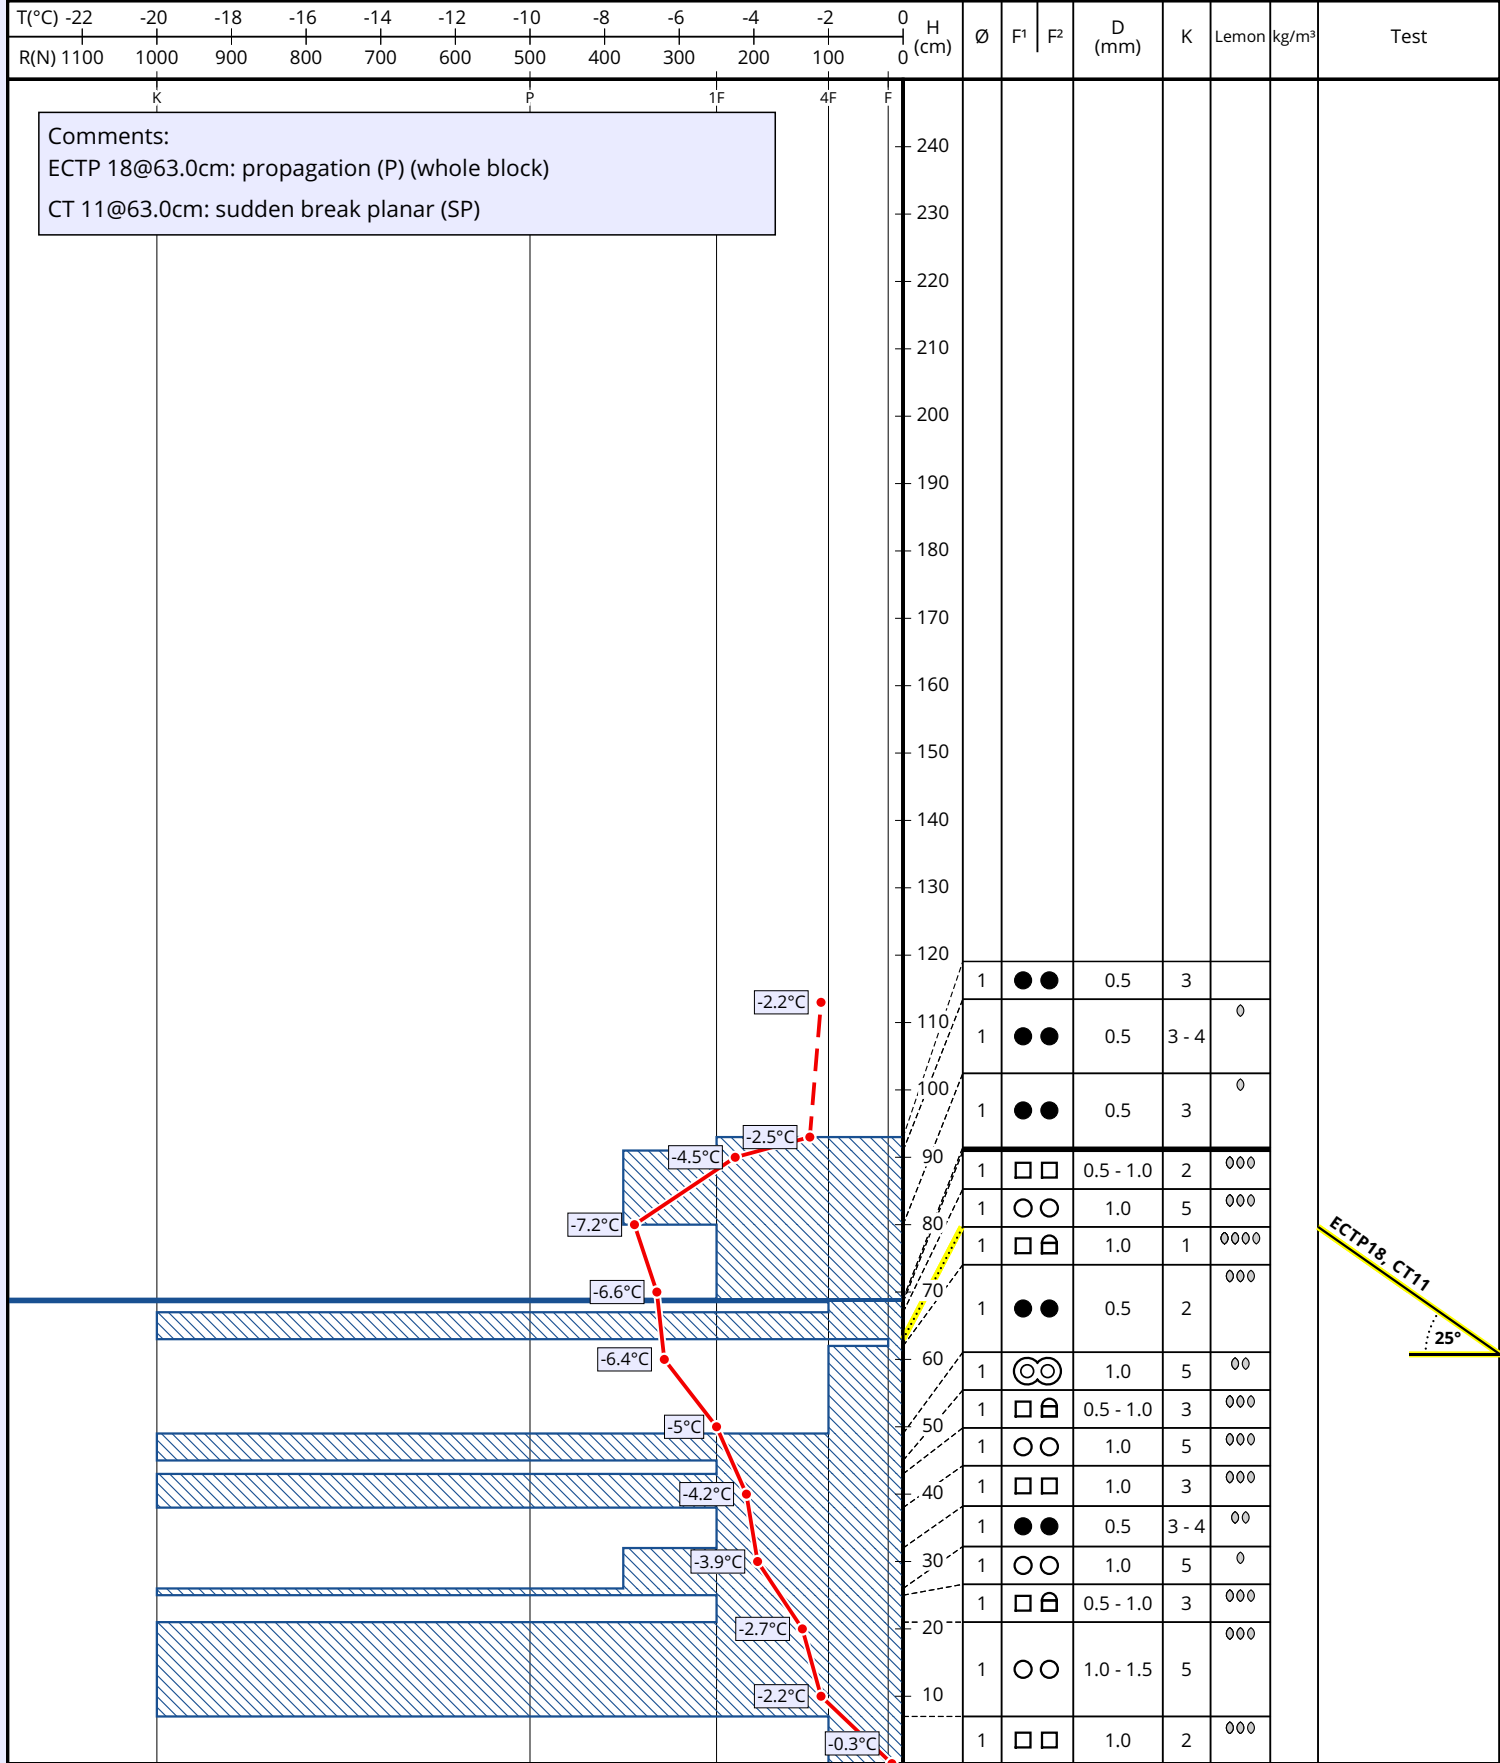 T(°C) -22 -20 -18 -16 -14 -12 -10 -8 -6 -4 -2 0
R(N) 1100 1000 900 800 700 600 500 400 300 200 100 0
H (cm) Ø F¹ F² D (mm) K Lemon kg/m³ Test
K P 1F 4F F
Comments:
ECTP 18@63.0cm: propagation (P) (whole block)
CT 11@63.0cm: sudden break planar (SP)
240
230
220
210
200
190
180
170
160
150
140
130
120
1 0.5 3
-2.2°C
110
1 0.5 3 - 4
100
1 0.5 3
-2.5°C
-4.5°C 90
1 0.5 - 1.0 2
1 1.0 5
-7.2°C 80
1 1.0 1
ECTP18, CT11
-6.6°C 70
1 0.5 2
25°
-6.4°C 60
1 1.0 5
1 0.5 - 1.0 3
-5°C 50
1 1.0 5
1 1.0 3
-4.2°C 40
1 0.5 3 - 4
-3.9°C 30
1 1.0 5
1 0.5 - 1.0 3
-2.7°C 20
1 1.0 - 1.5 5
-2.2°C 10
1 1.0 2
-0.3°C